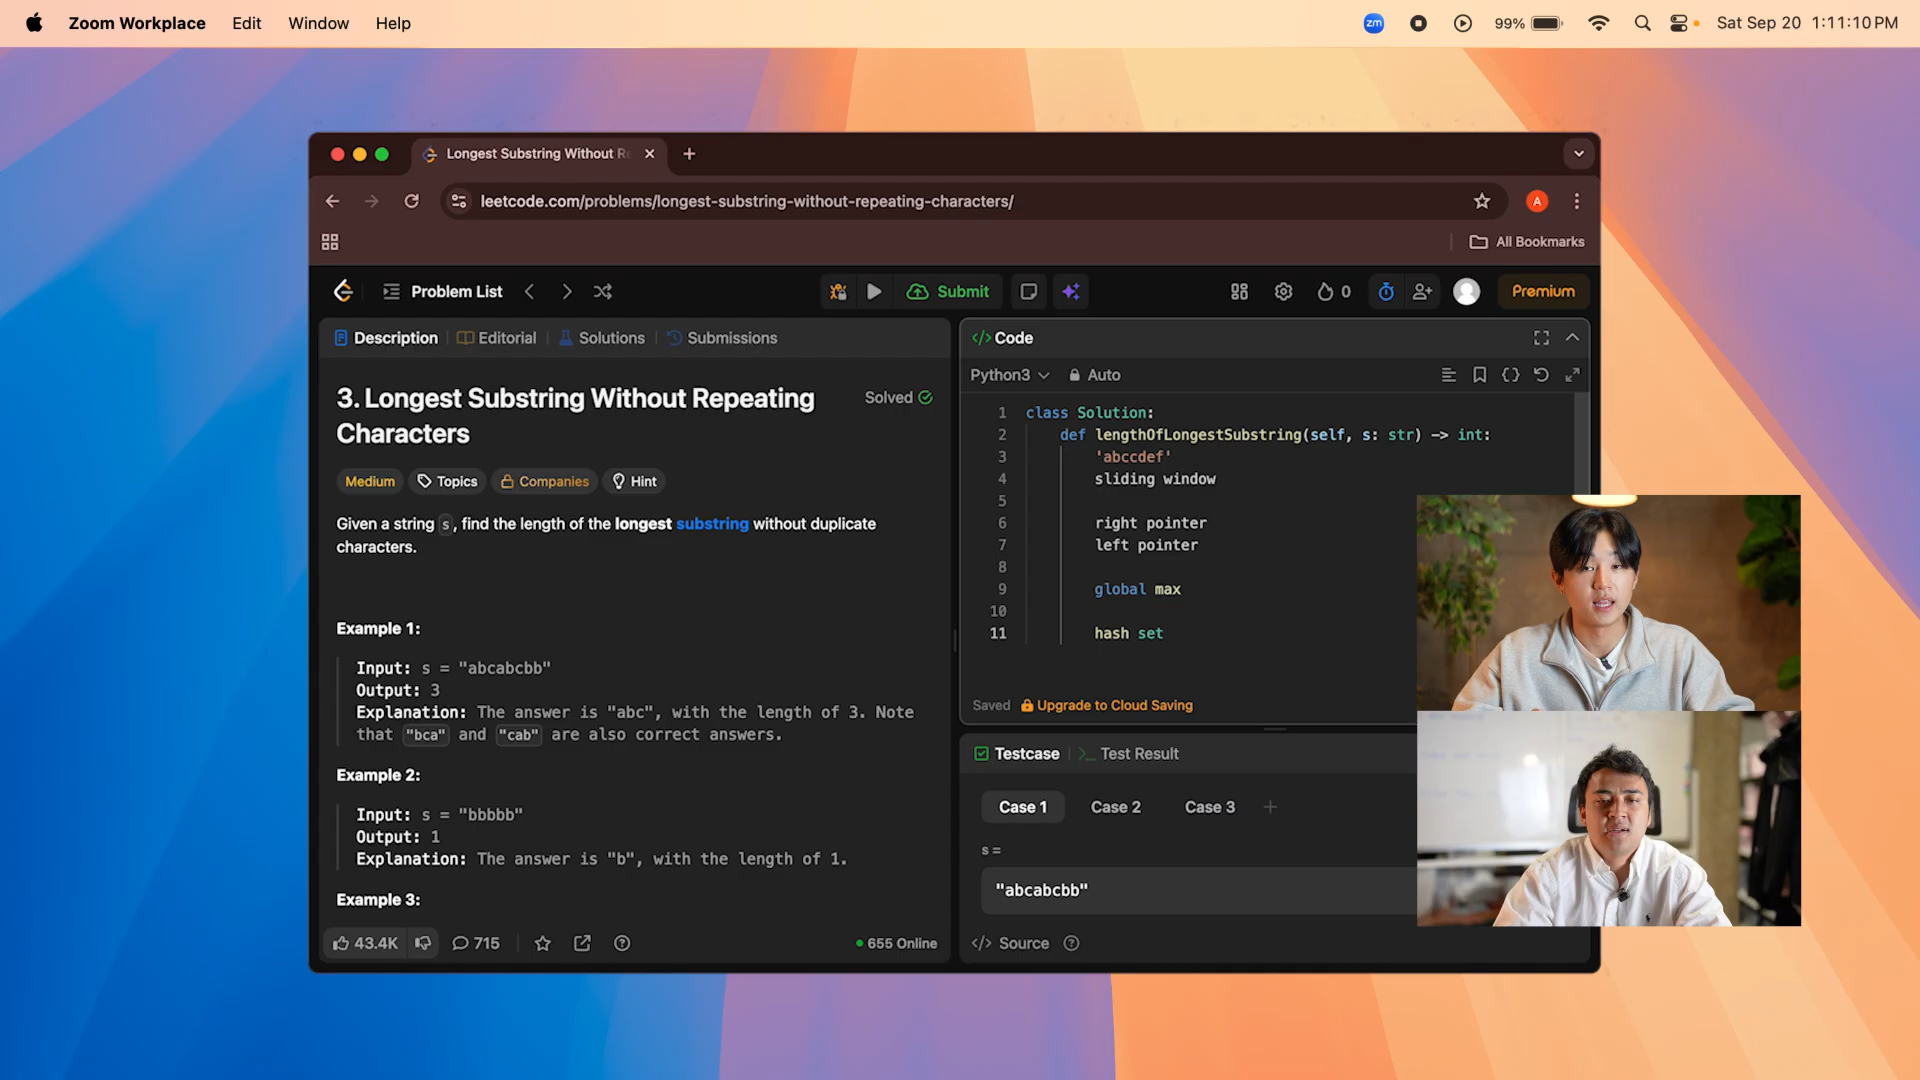 Zoom Workplace Edit Window Help
zm 99% Sat Sep 20 1:11:10 PM
Longest Substring Without R
leetcode.com/problems/longest-substring-without-repeating-characters/
A
All Bookmarks
Problem List
Submit
0
Premium
Description Editorial Solutions Submissions
3. Longest Substring Without Repeating
Characters
Solved
Medium Topics Companies Hint
Given a string s, find the length of the longest substring without duplicate
characters.
Example 1:
Input: s = "abcabcbb"
Output: 3
Explanation: The answer is "abc", with the length of 3. Note
that "bca" and "cab" are also correct answers.
Example 2:
Input: s = "bbbbb"
Output: 1
Explanation: The answer is "b", with the length of 1.
Example 3:
43.4K 715 655 Online
</> Code
Python3 Auto
1 class Solution:
2 def lengthOfLongestSubstring(self, s: str) -> int:
3 'abccdef'
4 sliding window
5
6 right pointer
7 left pointer
8
9 global max
10
11 hash set
Saved Upgrade to Cloud Saving
Testcase >_ Test Result
Case 1 Case 2 Case 3 +
s =
"abcabcbb"
</> Source